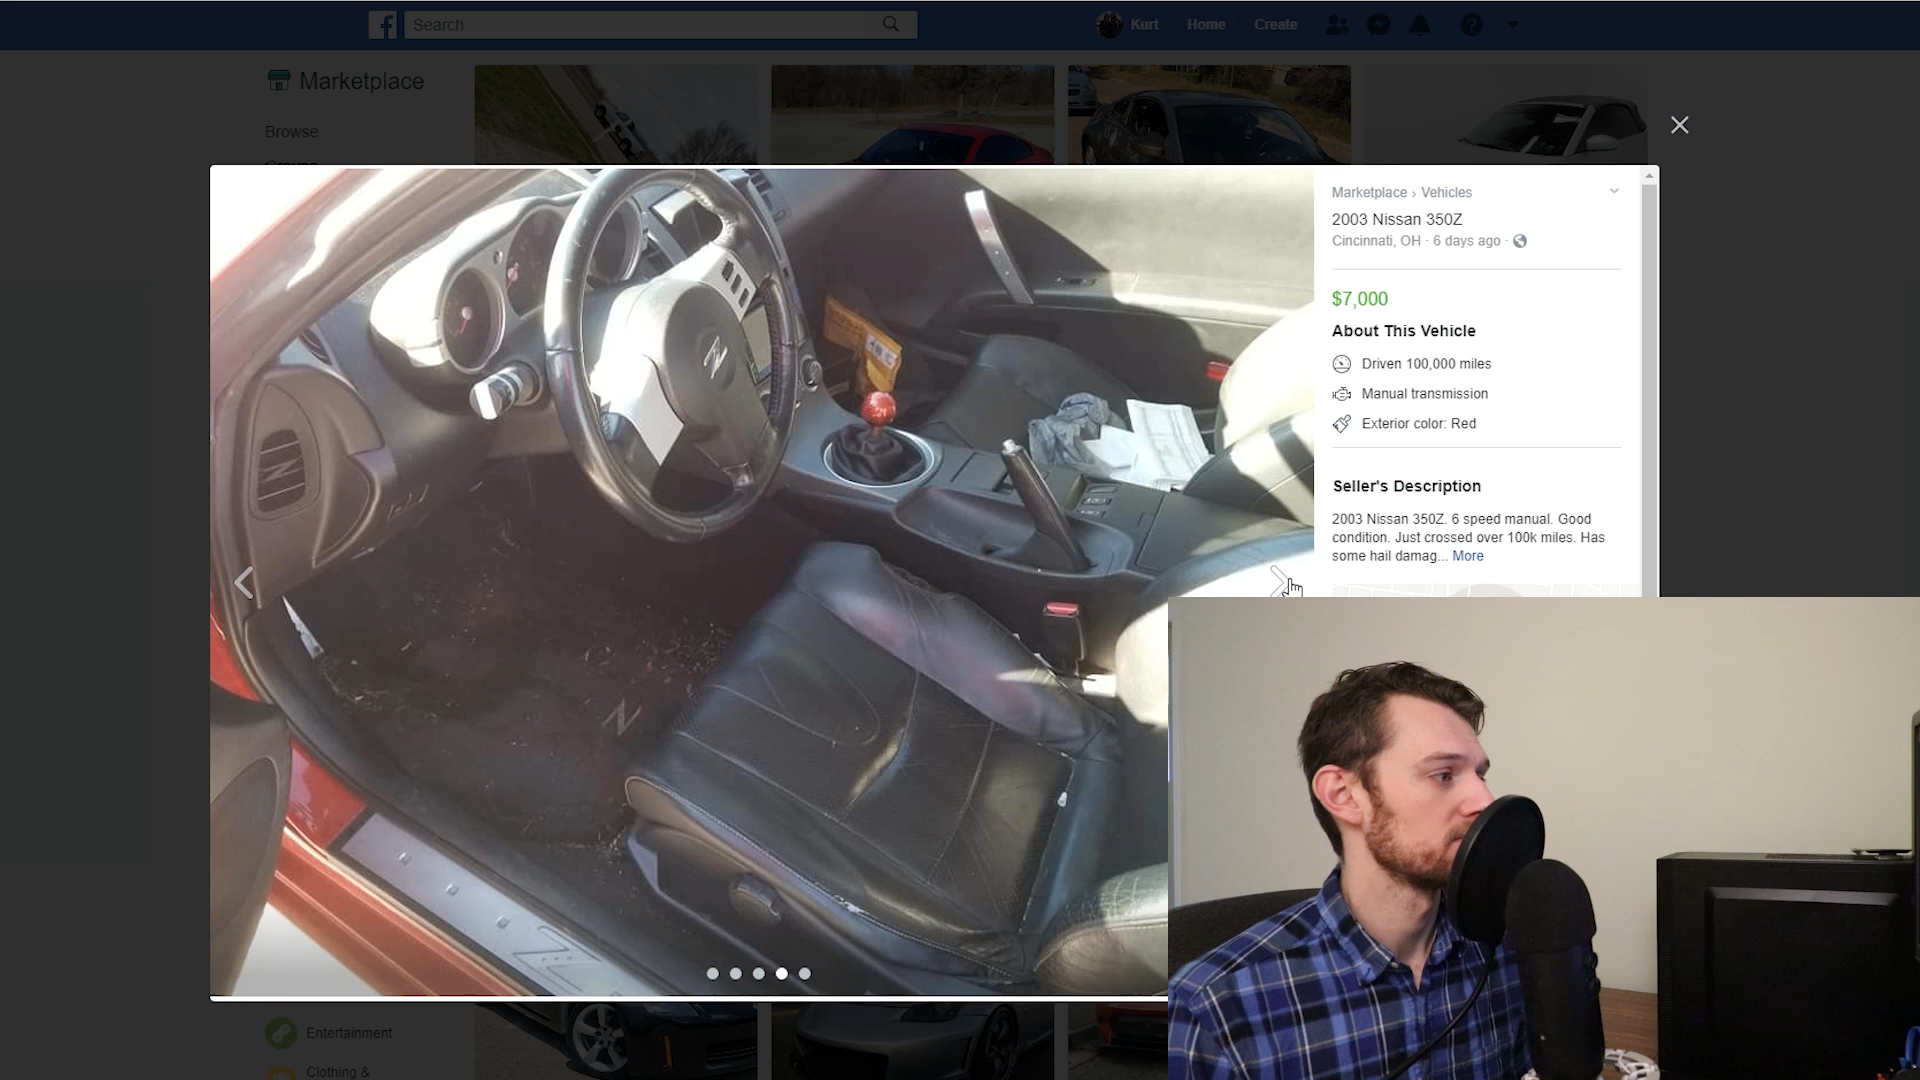 Search
Kurt
Home
Create
Marketplace
Browse
Marketplace › Vehicles
2003 Nissan 350Z
Cincinnati, OH · 6 days ago ·
$7,000
About This Vehicle
Driven 100,000 miles
Manual transmission
Exterior color: Red
Seller's Description
2003 Nissan 350Z. 6 speed manual. Good
condition. Just crossed over 100k miles. Has
some hail damag... More
Entertainment
Clothing &